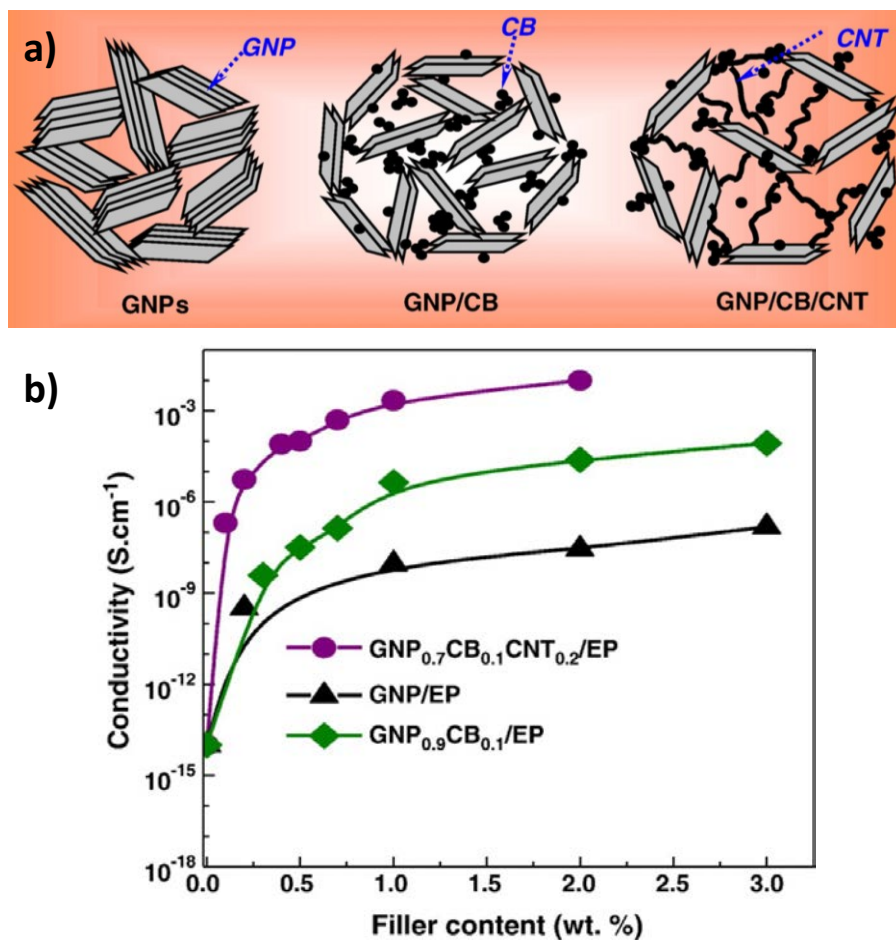 a)
GNP
CB
CNT
GNPs
GNP/CB
GNP/CB/CNT
b)
Conductivity (S.cm⁻¹)
10⁻³
10⁻⁶
10⁻⁹
10⁻¹²
10⁻¹⁵
10⁻¹⁸
GNP₀.₇CB₀.₁CNT₀.₂/EP
GNP/EP
GNP₀.₉CB₀.₁/EP
0.0 0.5 1.0 1.5 2.0 2.5 3.0
Filler content (wt. %)